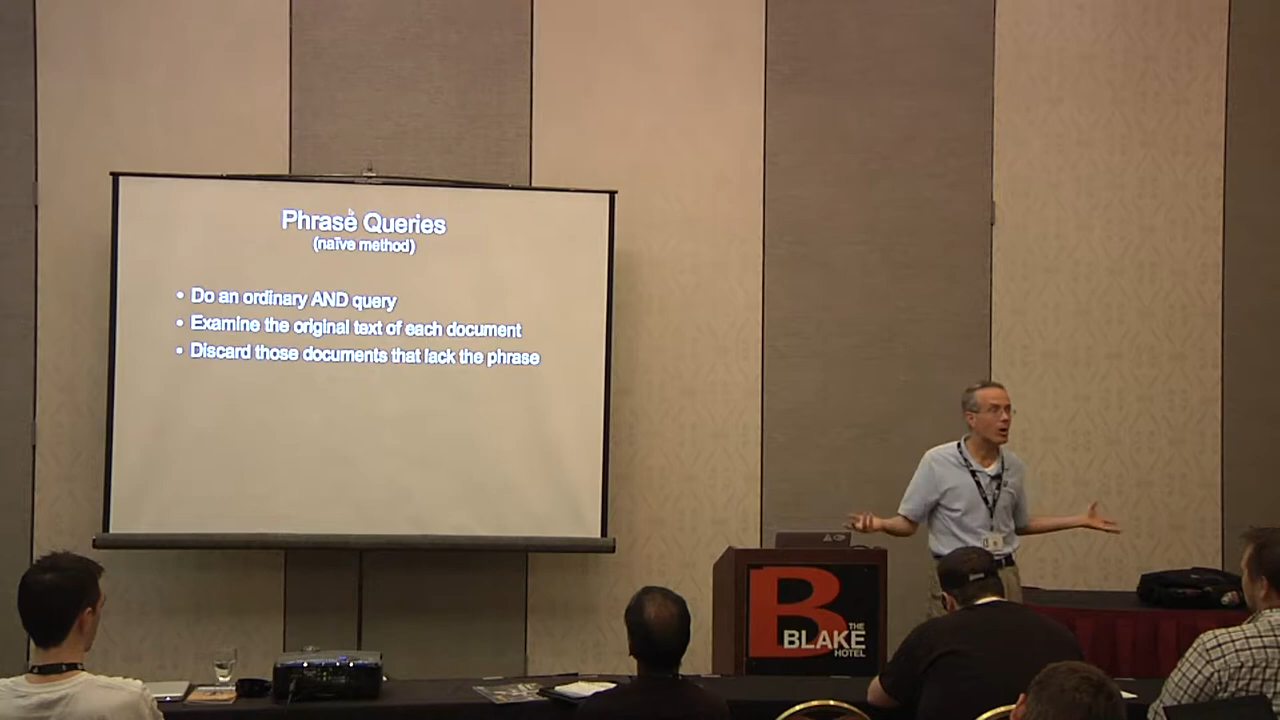 Phrase Queries
(naïve method)
• Do an ordinary AND query
• Examine the original text of each document
• Discard those documents that lack the phrase
B
THE
BLAKE
HOTEL